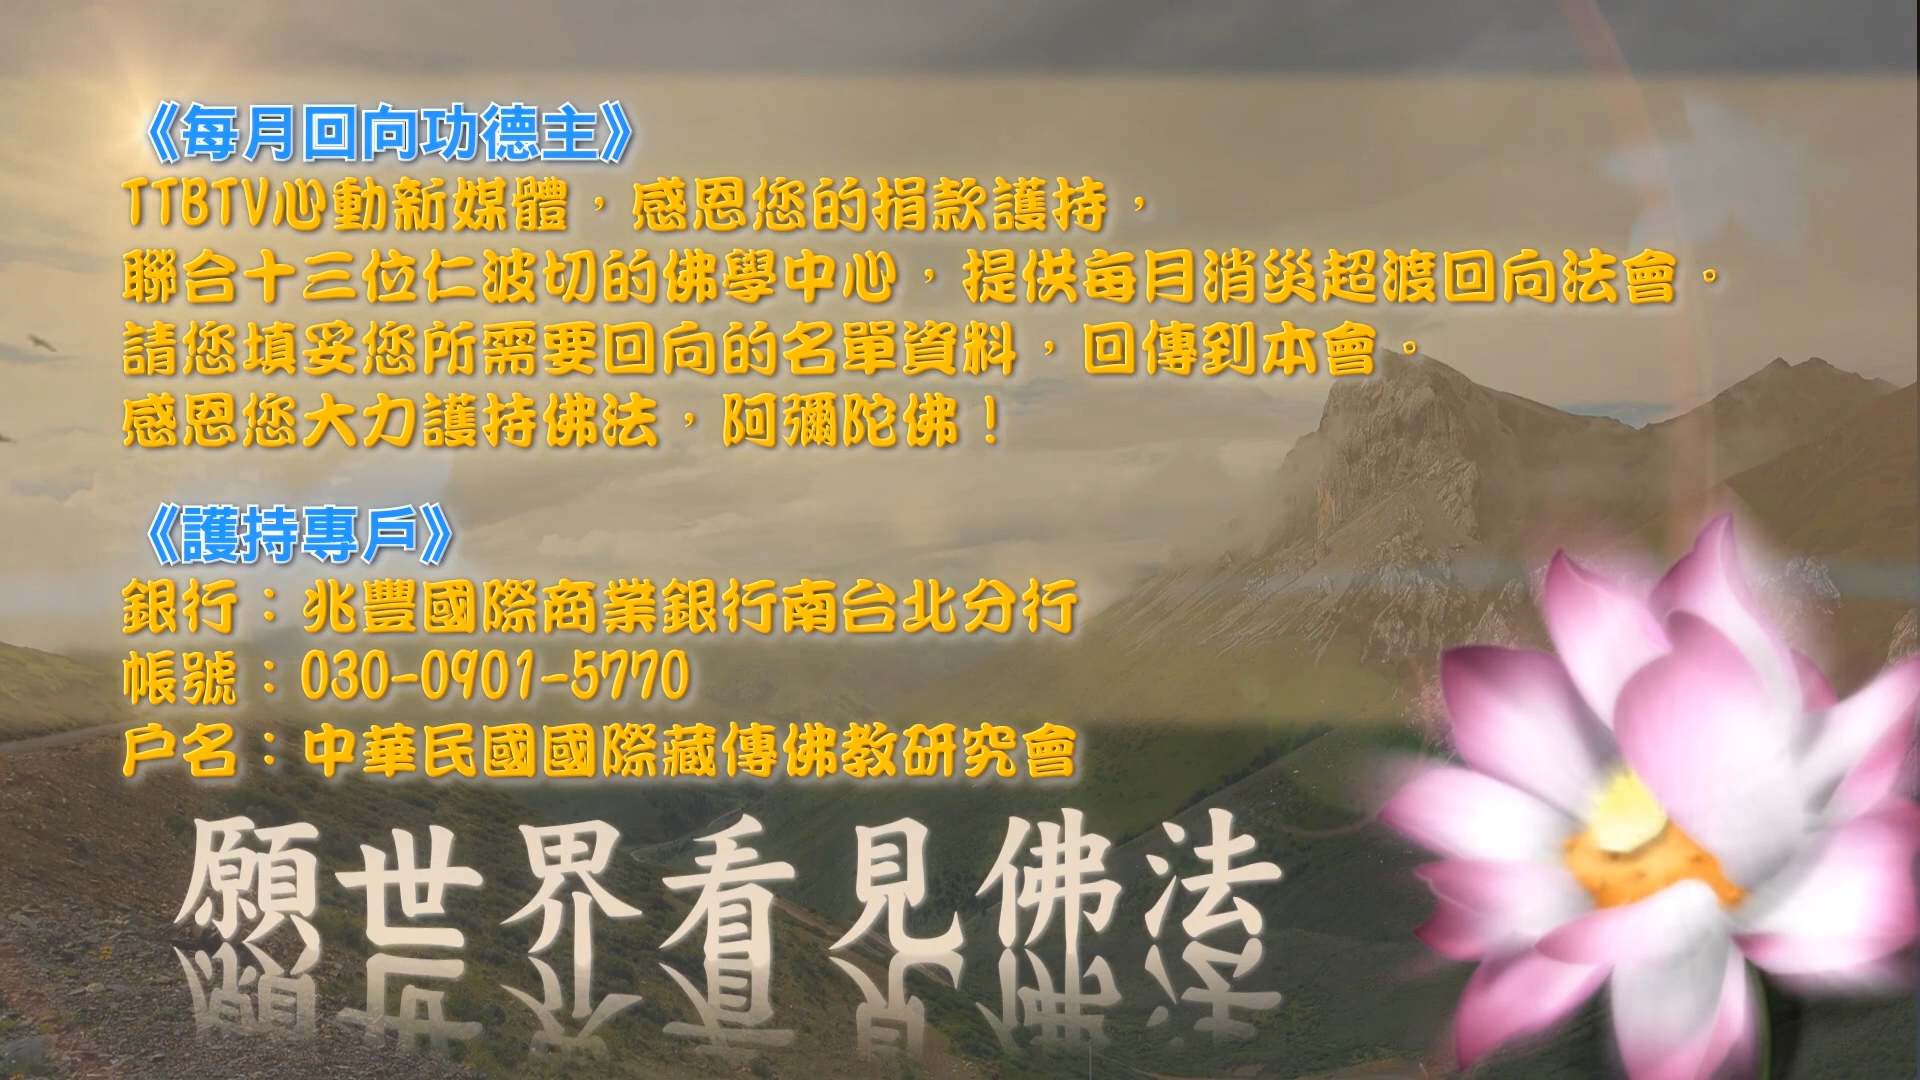 《每月回向功德主》
TTBTV心動新媒體，感恩您的捐款護持，
聯合十三位仁波切的佛學中心，提供每月消災超渡回向法會。
請您填妥您所需要回向的名單資料，回傳到本會。
感恩您大力護持佛法，阿彌陀佛！
《護持專戶》
銀行：兆豐國際商業銀行南台北分行
帳號：030-0901-5770
戶名：中華民國國際藏傳佛教研究會
願世界看見佛法